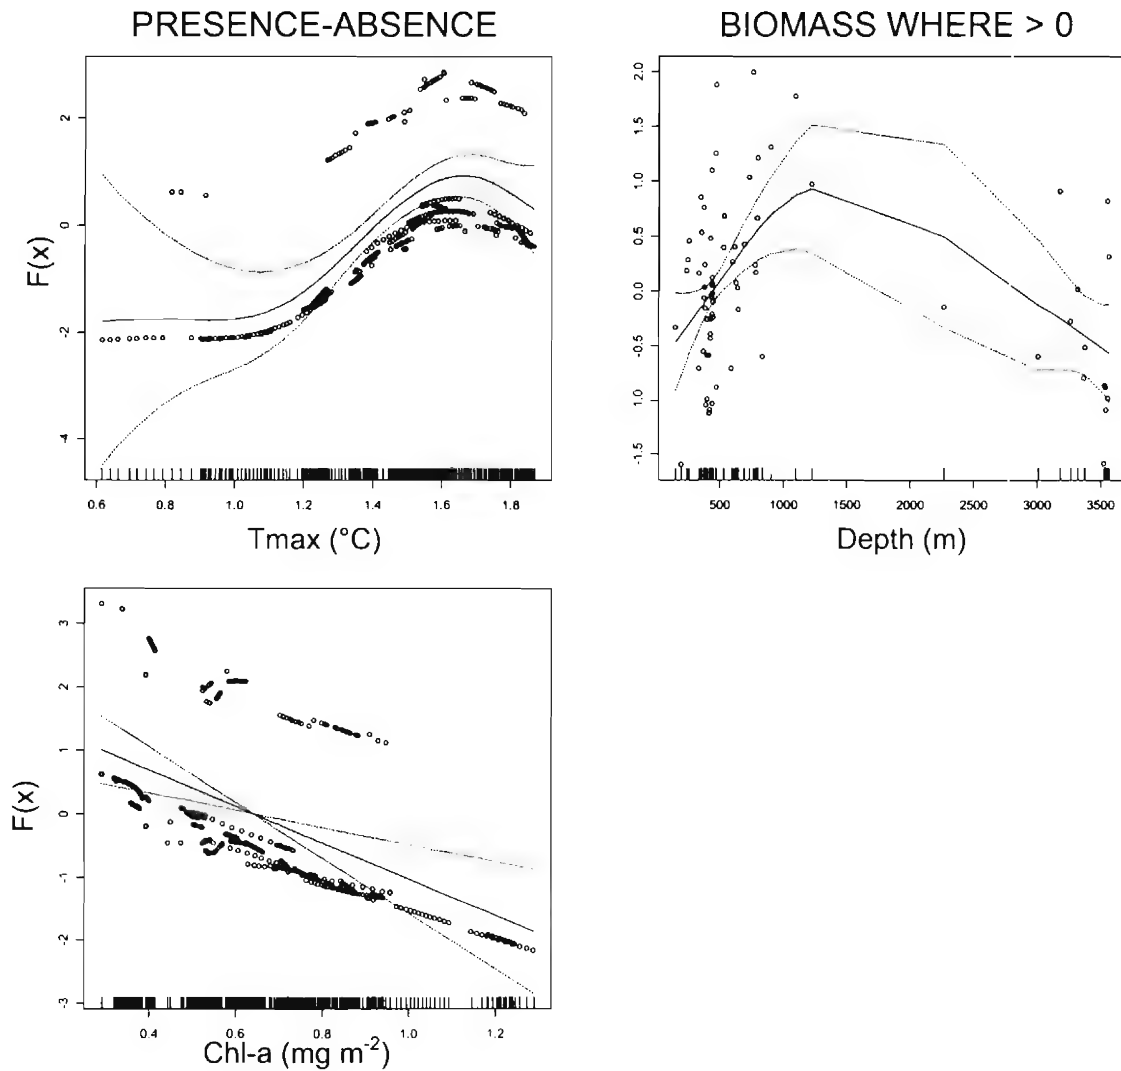 PRESENCE-ABSENCE
BIOMASS WHERE > 0
F(x)
2
0
-2
-4
0.6 0.8 1.0 1.2 1.4 1.6 1.8
Tmax (°C)
2.0
1.5
1.0
0.5
0.0
-0.5
-1.0
-1.5
500 1000 1500 2000 2500 3000 3500
Depth (m)
F(x)
3
2
1
0
-1
-2
-3
0.4 0.6 0.8 1.0 1.2
Chl-a (mg m⁻²)